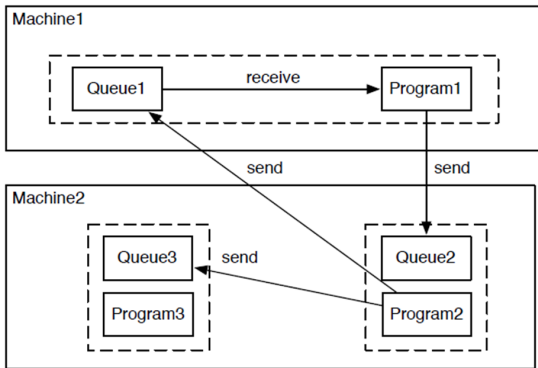 Machine1
Queue1
receive
Program1
send
send
Machine2
Queue3
send
Queue2
Program3
Program2